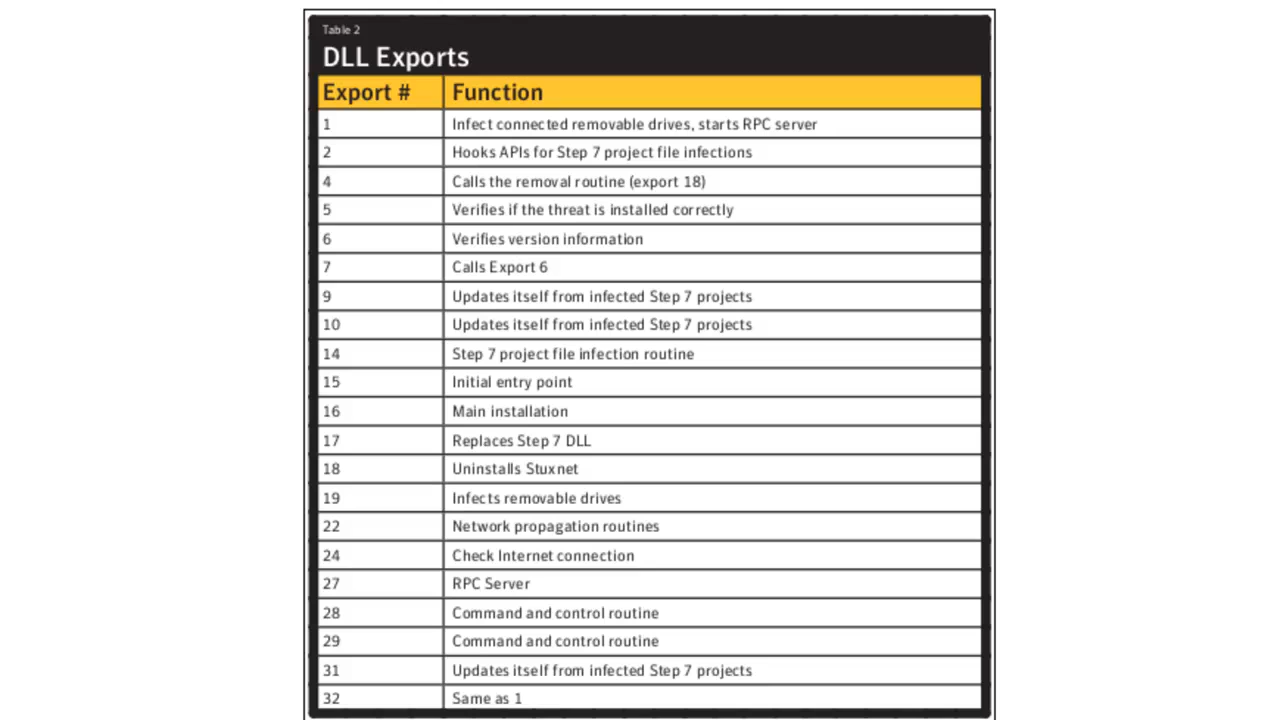 Table 2
DLL Exports
Export # Function
1 Infect connected removable drives, starts RPC server
2 Hooks APIs for Step 7 project file infections
4 Calls the removal routine (export 18)
5 Verifies if the threat is installed correctly
6 Verifies version information
7 Calls Export 6
9 Updates itself from infected Step 7 projects
10 Updates itself from infected Step 7 projects
14 Step 7 project file infection routine
15 Initial entry point
16 Main installation
17 Replaces Step 7 DLL
18 Uninstalls Stuxnet
19 Infects removable drives
22 Network propagation routines
24 Check Internet connection
27 RPC Server
28 Command and control routine
29 Command and control routine
31 Updates itself from infected Step 7 projects
32 Same as 1